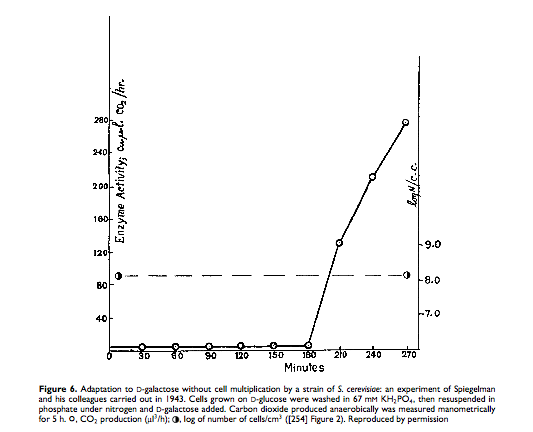 Enzyme Activity; cu.μl. CO₂/hr.
280
240
200
160
120
80
40
0 30 60 90 120 150 180 210 240 270
Minutes
log N/c.c.
9.0
8.0
7.0
Figure 6. Adaptation to D-galactose without cell multiplication by a strain of S. cerevisiae: an experiment of Spiegelman
and his colleagues carried out in 1943. Cells grown on D-glucose were washed in 67 mM KH₂PO₄, then resuspended in
phosphate under nitrogen and D-galactose added. Carbon dioxide produced anaerobically was measured manometrically
for 5 h. O, CO₂ production (μl³/h); ◑, log of number of cells/cm³ ([254] Figure 2). Reproduced by permission